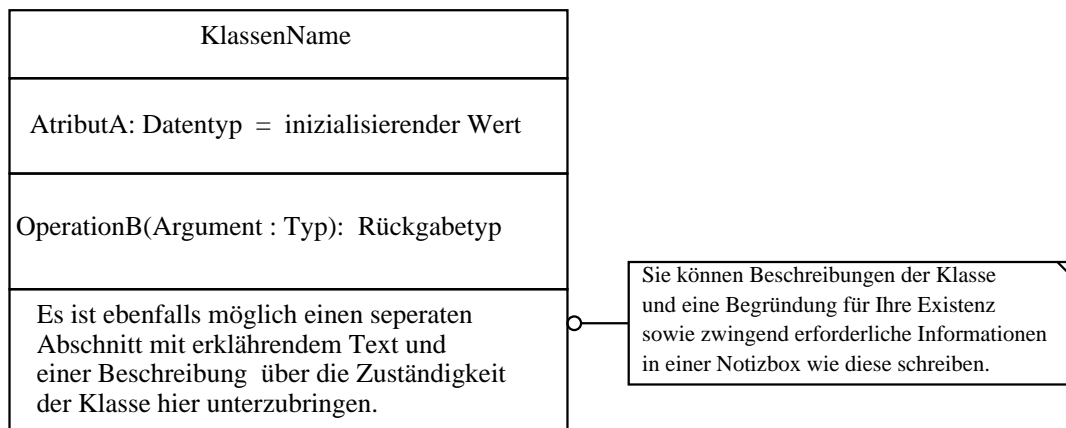 KlassenName
AtributA: Datentyp = inizialisierender Wert
OperationB(Argument : Typ): Rückgabetyp
Es ist ebenfalls möglich einen seperaten
Abschnitt mit erklährendem Text und
einer Beschreibung über die Zuständigkeit
der Klasse hier unterzubringen.
Sie können Beschreibungen der Klasse
und eine Begründung für Ihre Existenz
sowie zwingend erforderliche Informationen
in einer Notizbox wie diese schreiben.